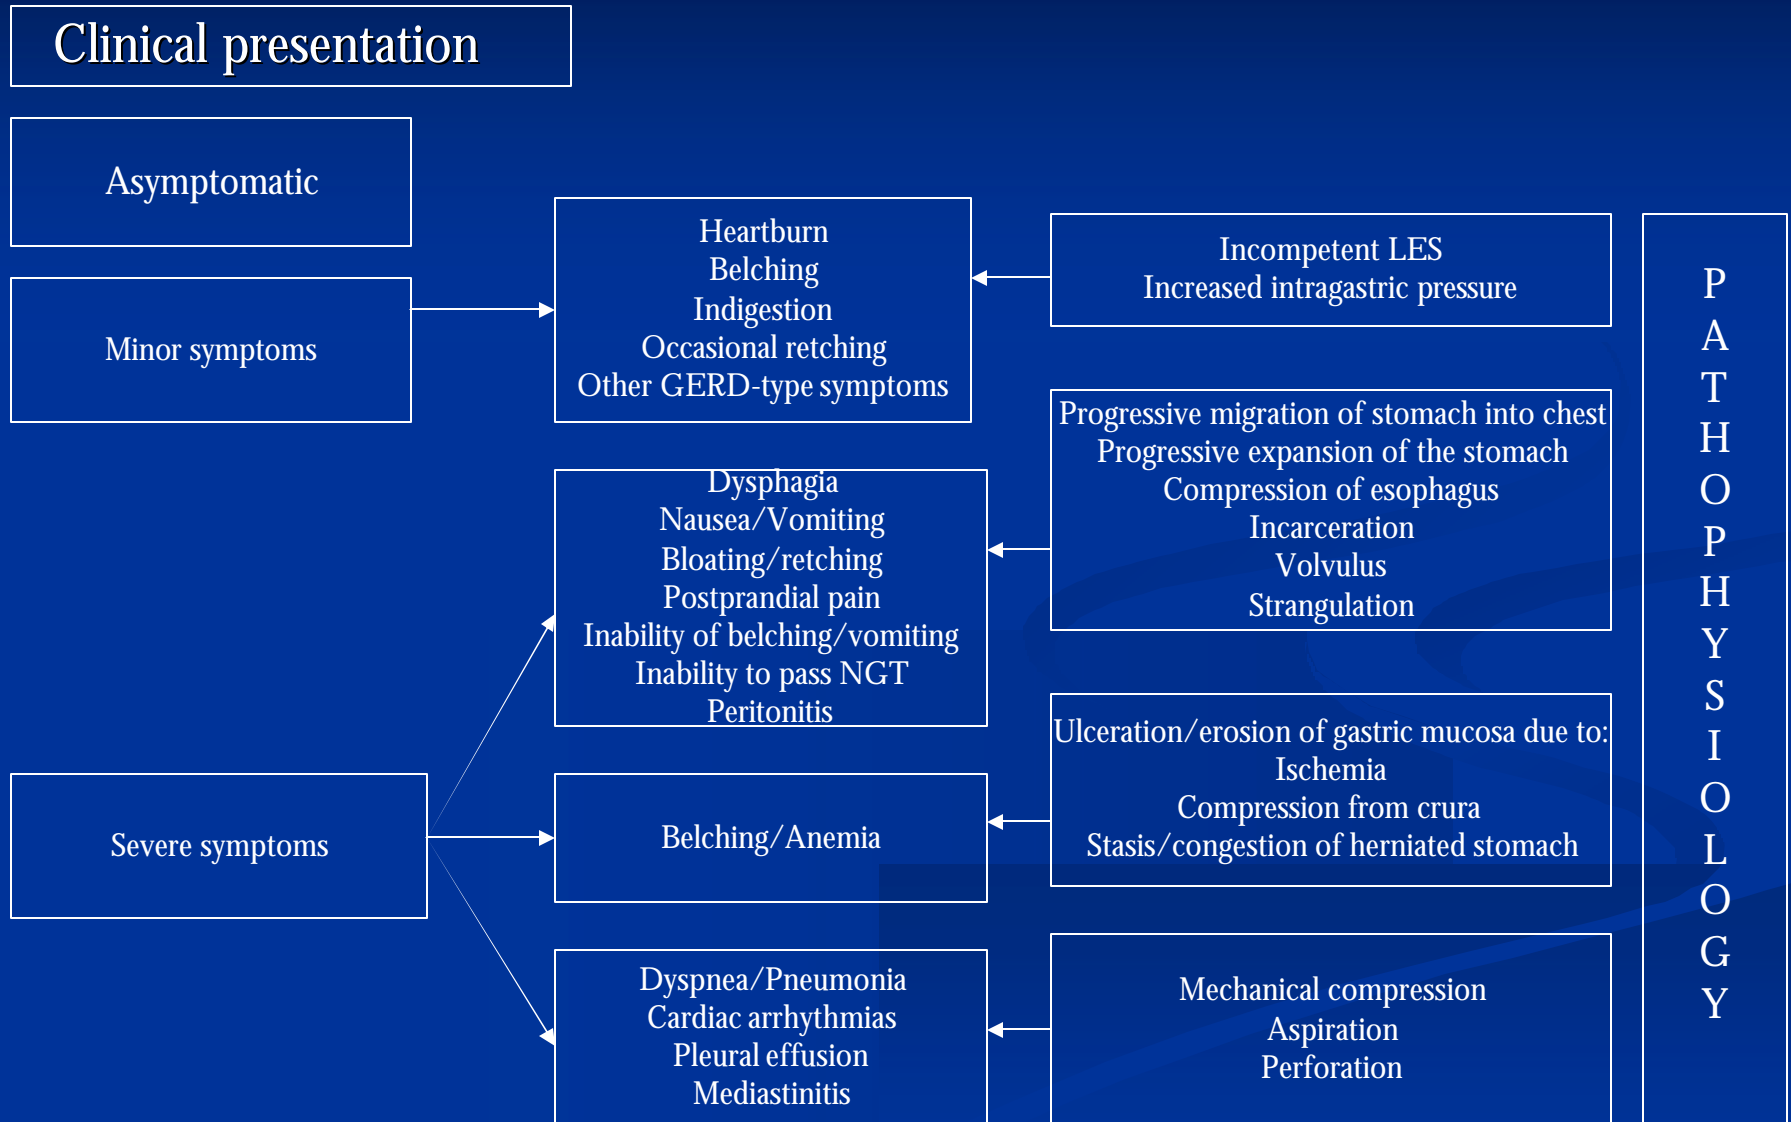 Clinical presentation
Asymptomatic
Minor symptoms
Heartburn
Belching
Indigestion
Occasional retching
Other GERD-type symptoms
Incompetent LES
Increased intragastric pressure
Severe symptoms
Dysphagia
Nausea/Vomiting
Bloating/retching
Postprandial pain
Inability of belching/vomiting
Inability to pass NGT
Peritonitis
Progressive migration of stomach into chest
Progressive expansion of the stomach
Compression of esophagus
Incarceration
Volvulus
Strangulation
Belching/Anemia
Ulceration/erosion of gastric mucosa due to:
Ischemia
Compression from crura
Stasis/congestion of herniated stomach
Dyspnea/Pneumonia
Cardiac arrhythmias
Pleural effusion
Mediastinitis
Mechanical compression
Aspiration
Perforation
P
A
T
H
O
P
H
Y
S
I
O
L
O
G
Y